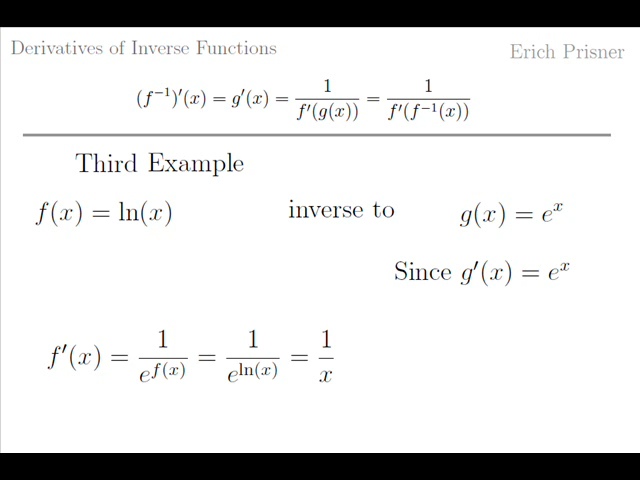 Derivatives of Inverse Functions
Erich Prisner
(f⁻¹)′(x) = g′(x) = 1/f′(g(x)) = 1/f′(f⁻¹(x))
Third Example
f(x) = ln(x) inverse to g(x) = eˣ
Since g′(x) = eˣ
f′(x) = 1/e^f(x) = 1/e^ln(x) = 1/x